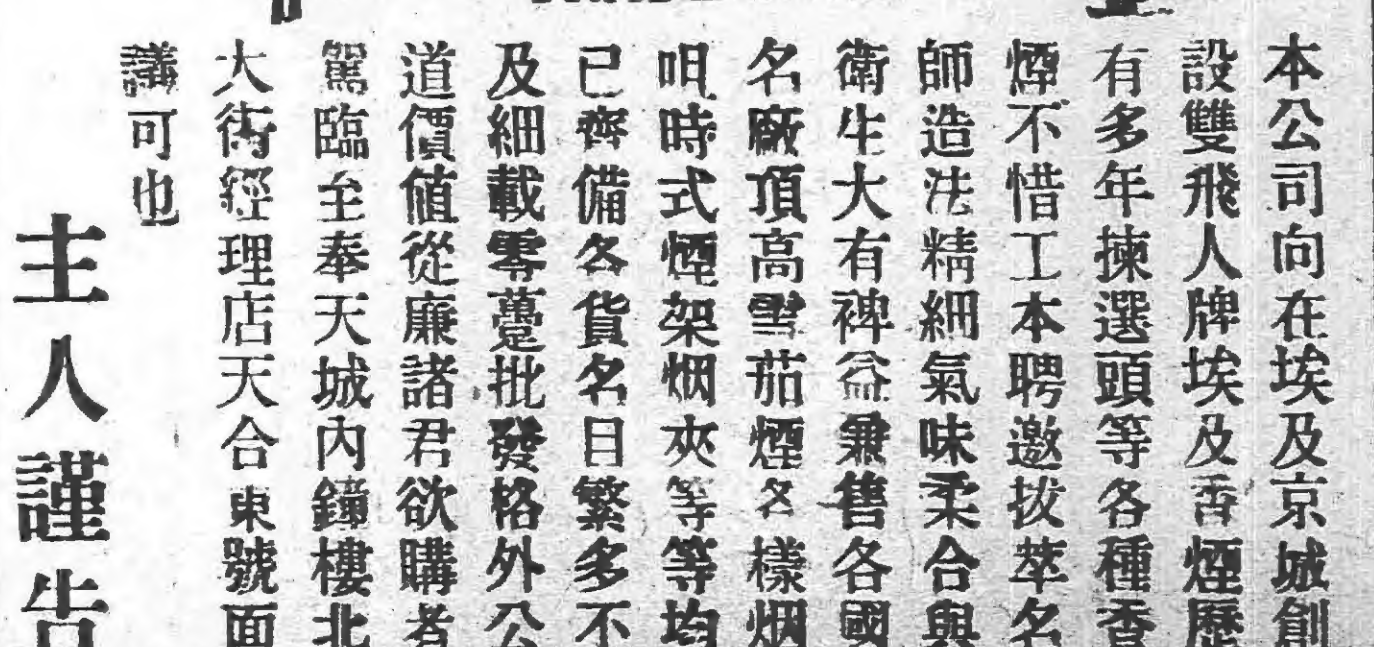 本公司向在埃及京城創
設雙飛人牌埃及香煙歷
有多年揀選頭等各種香
煙不惜工本聘邀拔萃名
師造法精細氣味柔合與
衛生大有裨益兼售各國
名廠頂高雪茄煙各樣烟
咀時式煙架烟夾等等均
已齊備各貨名目繁多不
及細載零躉批發格外公
道價値從廉諸君欲購者
駕臨至奉天城內鐘樓北
大街經理店天合東號面
議可也
主人謹告